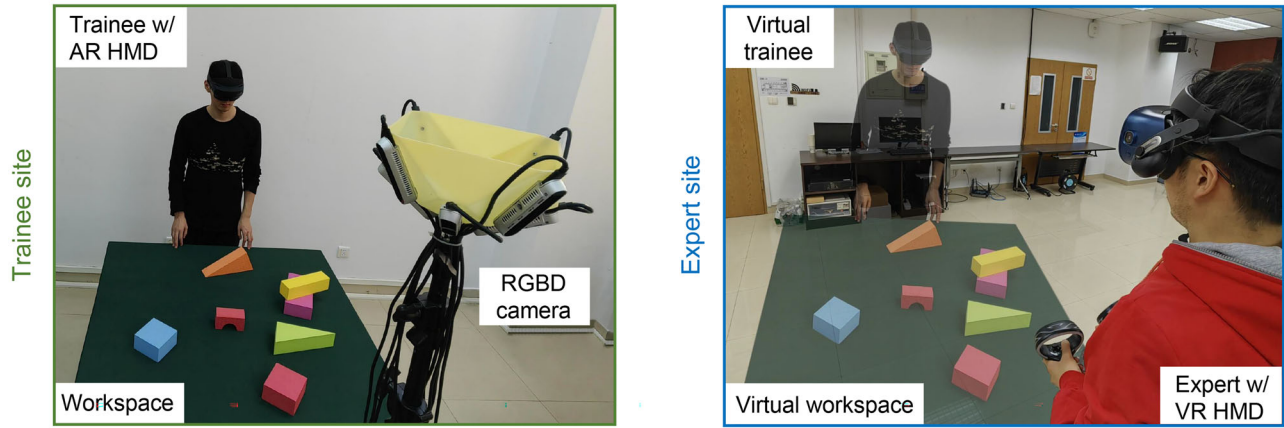 Trainee site
Trainee w/
AR HMD
RGBD
camera
Workspace
Expert site
Virtual
trainee
Virtual workspace
Expert w/
VR HMD